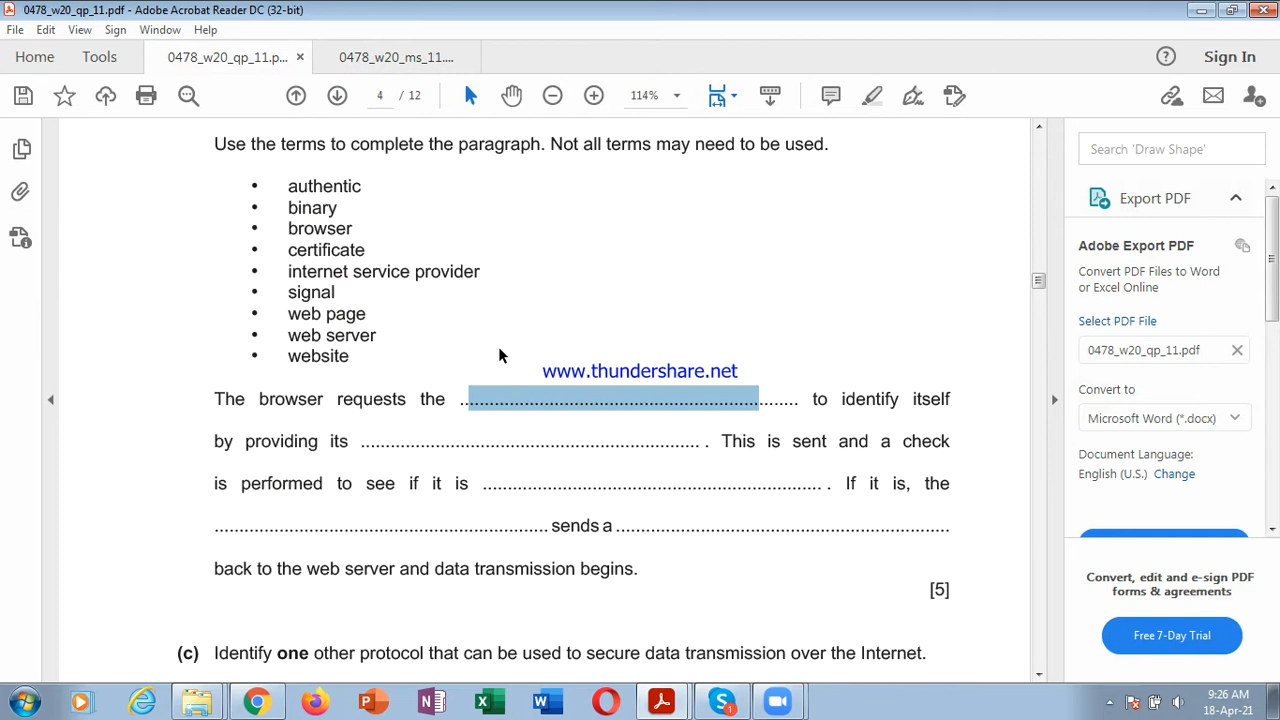 0478_w20_qp_11.pdf - Adobe Acrobat Reader DC (32-bit)
File Edit View Sign Window Help
Home Tools 0478_w20_qp_11.p... × 0478_w20_ms_11.... Sign In
4 / 12 114%
Use the terms to complete the paragraph. Not all terms may need to be used.
• authentic
• binary
• browser
• certificate
• internet service provider
• signal
• web page
• web server
• website
www.thundershare.net
The browser requests the .................................................................. to identify itself
by providing its .................................................................. . This is sent and a check
is performed to see if it is .................................................................. . If it is, the
.................................................................. sends a ..................................................................
back to the web server and data transmission begins.
[5]
(c) Identify one other protocol that can be used to secure data transmission over the Internet.
Search 'Draw Shape'
Export PDF
Adobe Export PDF
Convert PDF Files to Word
or Excel Online
Select PDF File
0478_w20_qp_11.pdf
Convert to
Microsoft Word (*.docx)
Document Language:
English (U.S.) Change
Convert, edit and e-sign PDF
forms & agreements
Free 7-Day Trial
9:26 AM
18-Apr-21